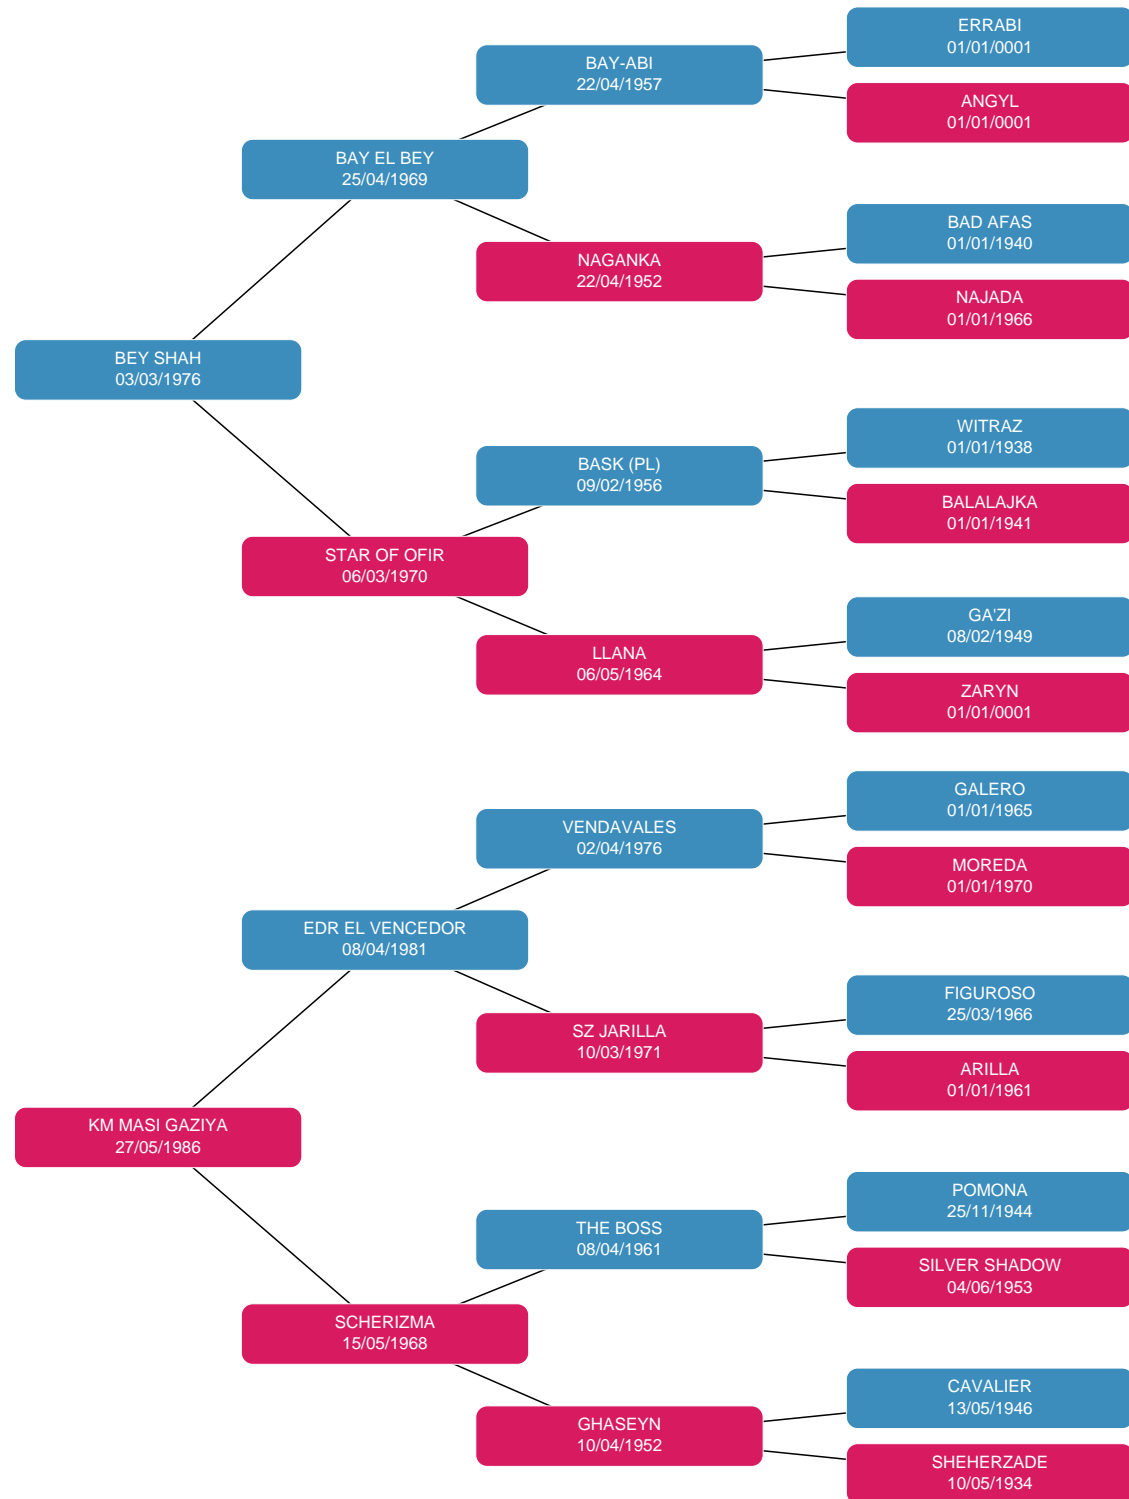 ERRABI
01/01/0001
BAY-ABI
22/04/1957
ANGYL
01/01/0001
BAY EL BEY
25/04/1969
BAD AFAS
01/01/1940
NAGANKA
22/04/1952
NAJADA
01/01/1966
BEY SHAH
03/03/1976
WITRAZ
01/01/1938
BASK (PL)
09/02/1956
BALALAJKA
01/01/1941
STAR OF OFIR
06/03/1970
GA'ZI
08/02/1949
LLANA
06/05/1964
ZARYN
01/01/0001
GALERO
01/01/1965
VENDAVALES
02/04/1976
MOREDA
01/01/1970
EDR EL VENCEDOR
08/04/1981
FIGUROSO
25/03/1966
SZ JARILLA
10/03/1971
ARILLA
01/01/1961
KM MASI GAZIYA
27/05/1986
POMONA
25/11/1944
THE BOSS
08/04/1961
SILVER SHADOW
04/06/1953
SCHERIZMA
15/05/1968
CAVALIER
13/05/1946
GHASEYN
10/04/1952
SHEHERZADE
10/05/1934